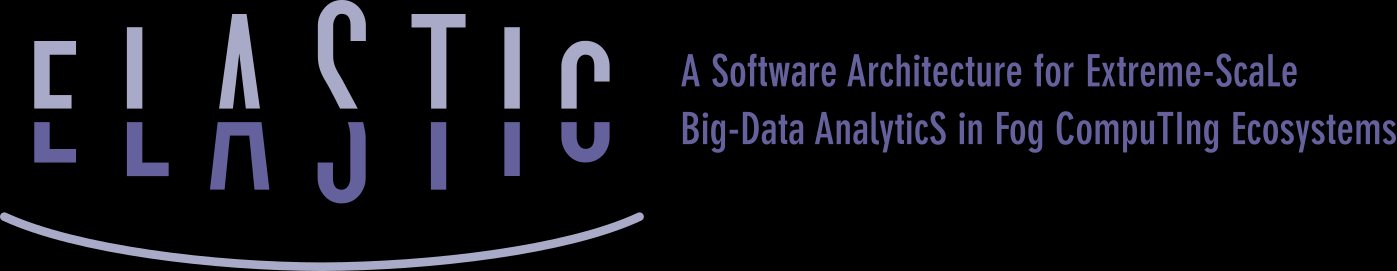 ELASTIC
A Software Architecture for Extreme-ScaLe
Big-Data AnalyticS in Fog CompuTIng Ecosystems